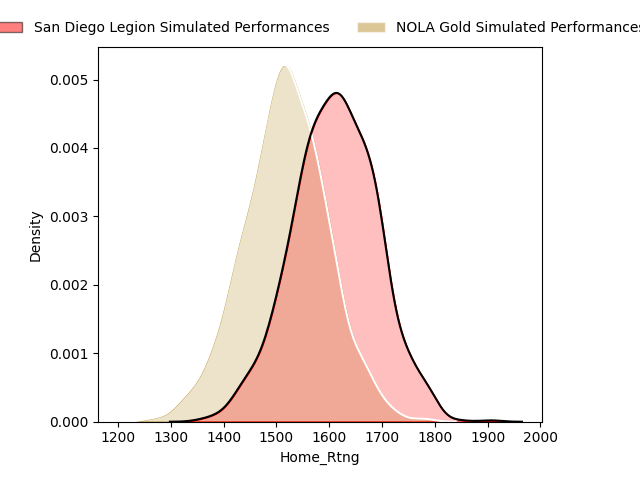 San Diego Legion Simulated Performances
NOLA Gold Simulated Performances
0.005
0.004
0.003
0.002
0.001
0.000
Density
1200 1300 1400 1500 1600 1700 1800 1900 2000
Home_Rtng